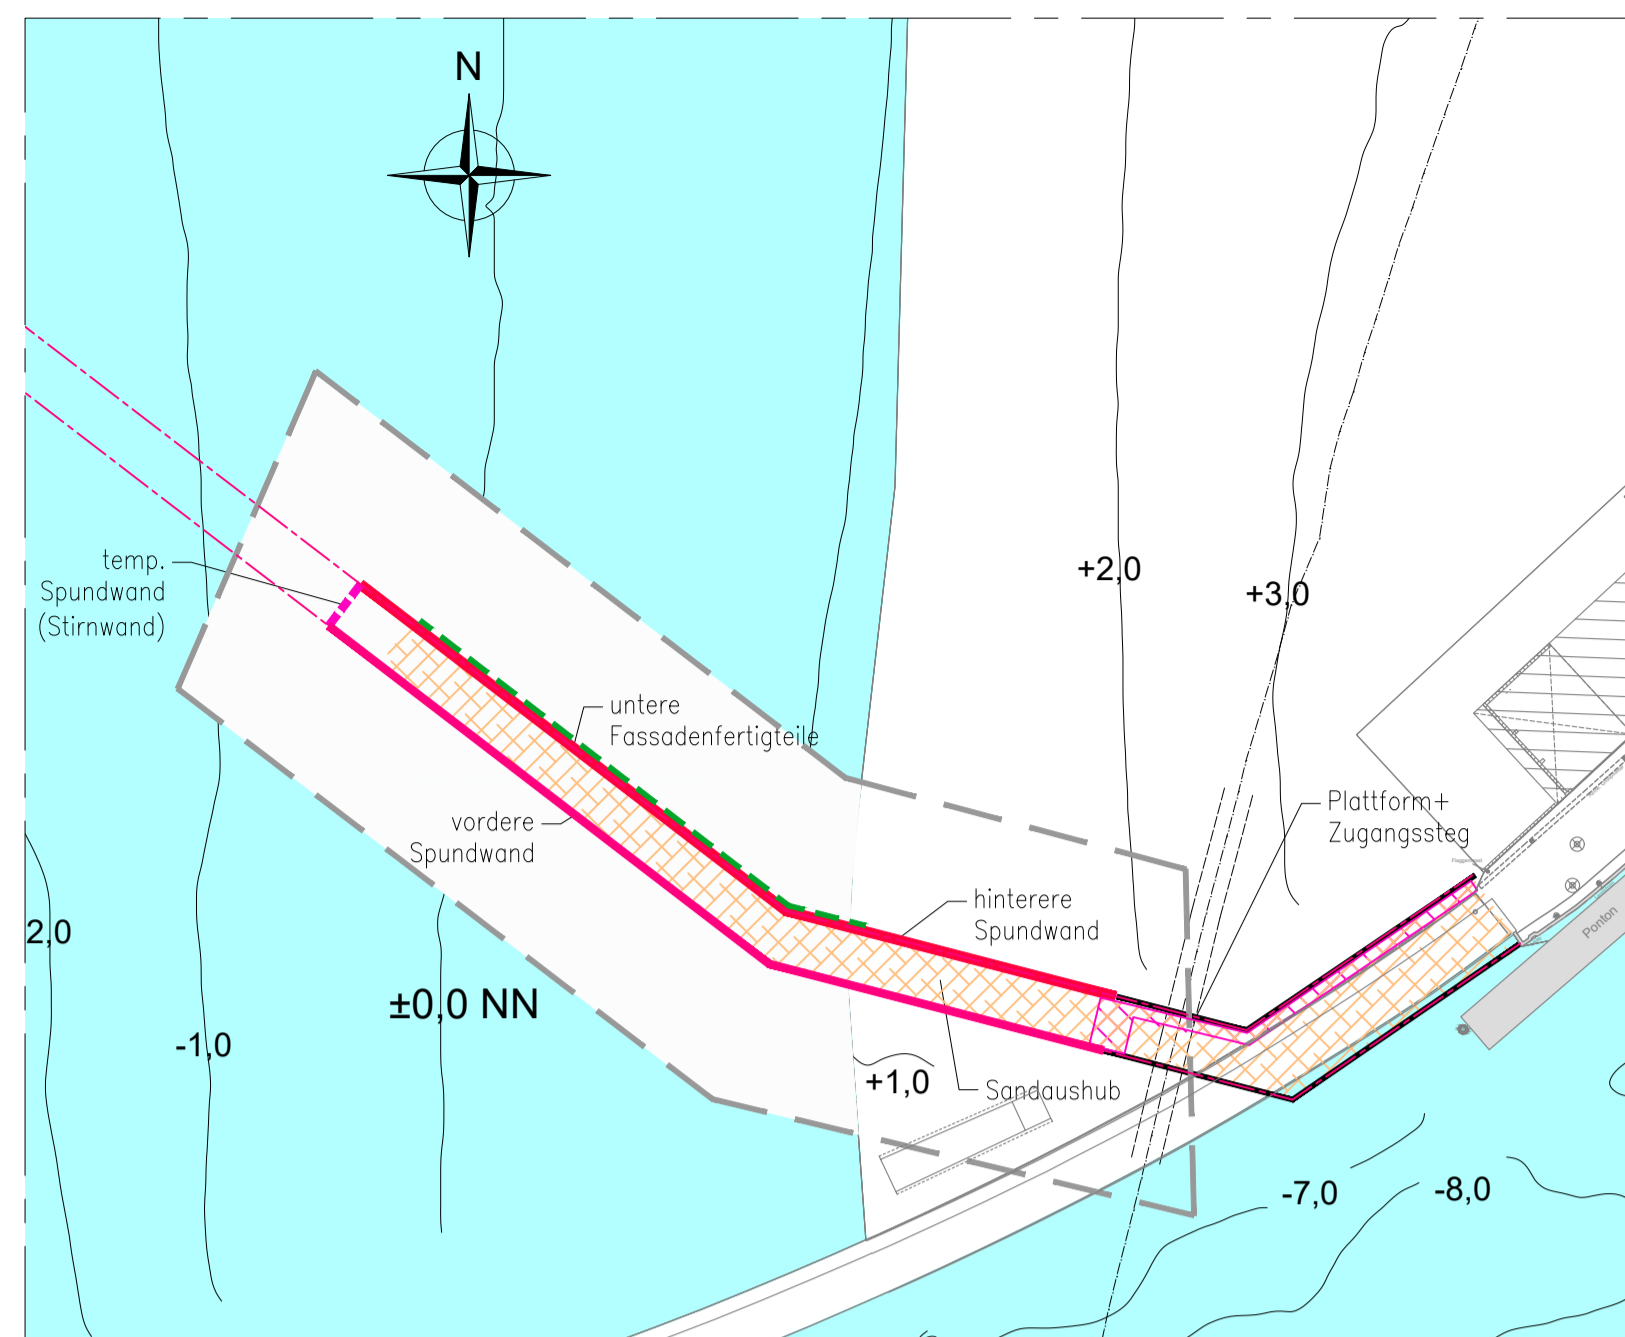 N
temp.
Spundwand
(Stirnwand)
+2,0
+3,0
untere
Fassadenfertigteile
vordere
Spundwand
Plattform+
Zugangssteg
hinterere
Spundwand
Ponton
2,0
±0,0 NN
-1,0
+1,0
Sandaushub
-7,0
-8,0